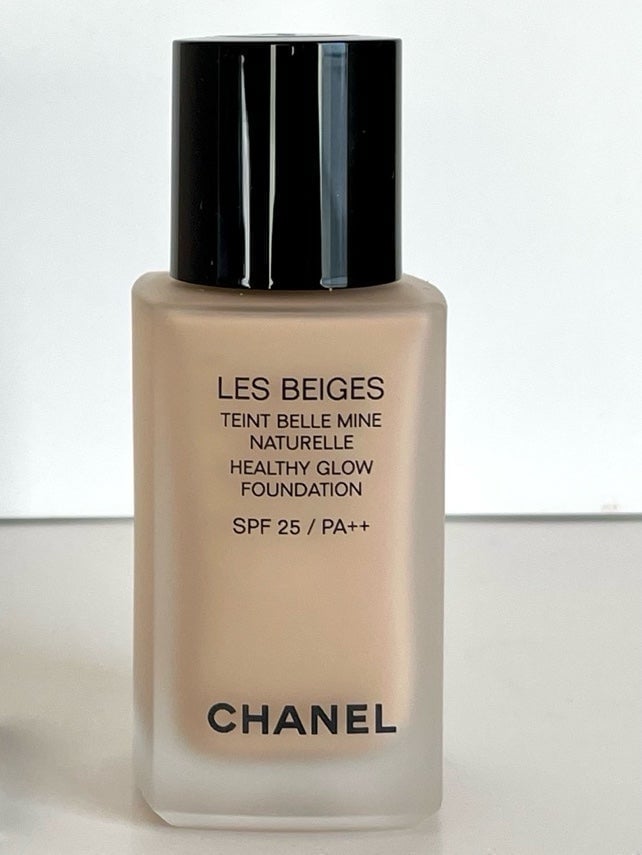 LES BEIGES
TEINT BELLE MINE
NATURELLE
HEALTHY GLOW
FOUNDATION
SPF 25 / PA++
CHANEL